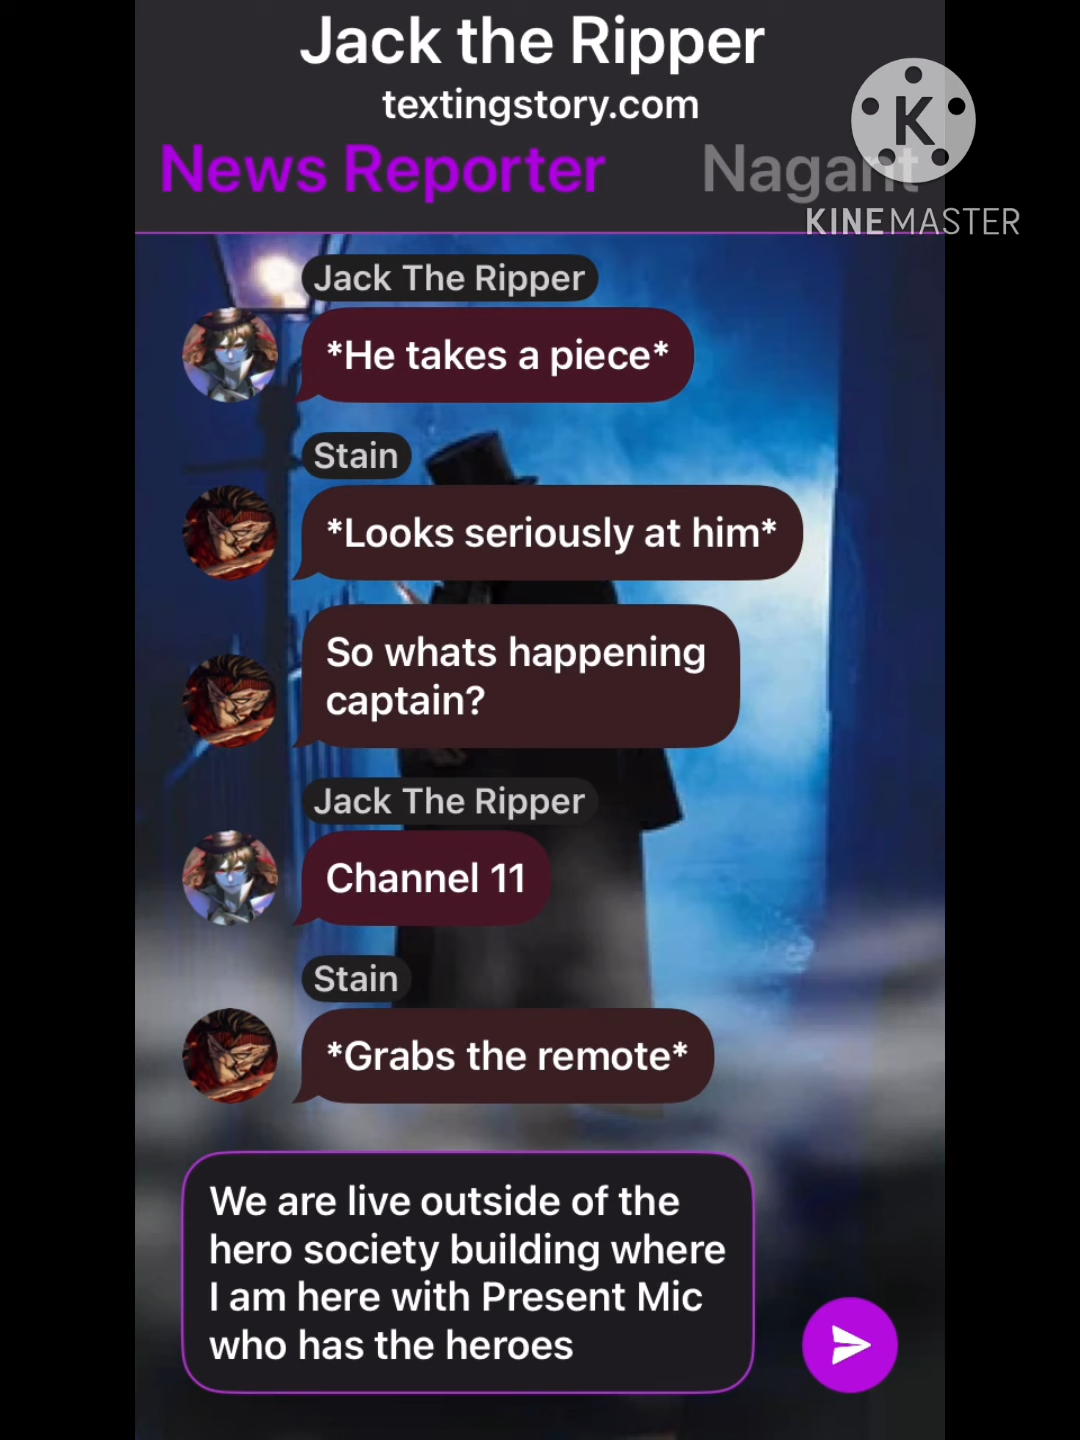 Jack the Ripper
textingstory.com
News Reporter
Nagant
K
KINEMASTER
Jack The Ripper
*He takes a piece*
Stain
*Looks seriously at him*
So whats happening
captain?
Jack The Ripper
Channel 11
Stain
*Grabs the remote*
We are live outside of the
hero society building where
I am here with Present Mic
who has the heroes